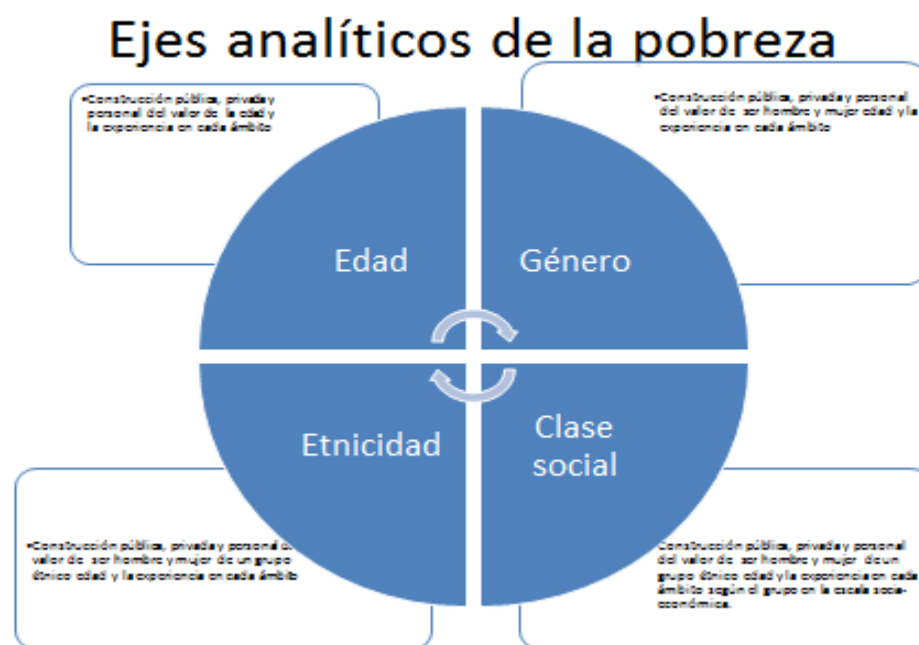 Ejes analíticos de la pobreza
•Construcción pública, privada y
personal del valor de la edad y
la experiencia en cada ámbito
•Construcción pública, privada y personal
del valor de ser hombre y mujer edad y la
experiencia en cada ámbito
Edad
Género
Etnicidad
Clase
social
•Construcción pública, privada y personal
valor de ser hombre y mujer de un grupo
étnico edad y la experiencia en cada ámbito
Construcción pública, privada y personal
del valor de ser hombre y mujer de un
grupo étnico edad y la experiencia en cada
ámbito según el grupo en la escala socio-
económica.